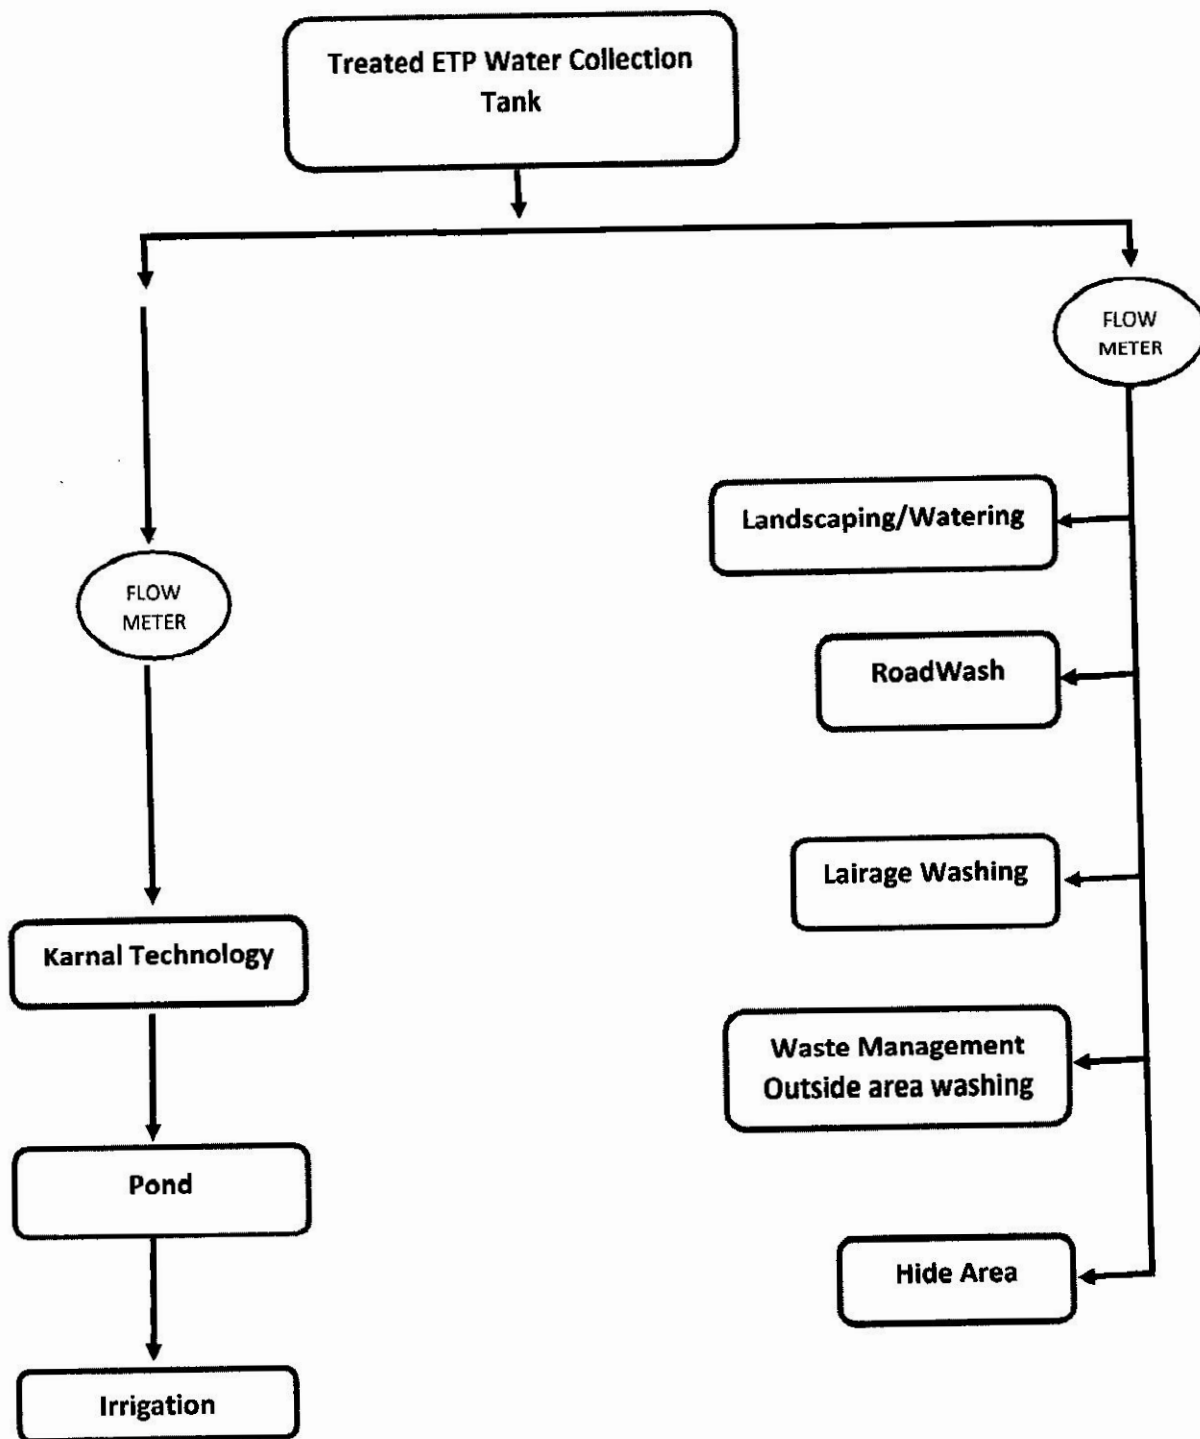 Treated ETP Water Collection
Tank
FLOW
METER
Landscaping/Watering
FLOW
METER
RoadWash
Lairage Washing
Karnal Technology
Waste Management
Outside area washing
Pond
Hide Area
Irrigation